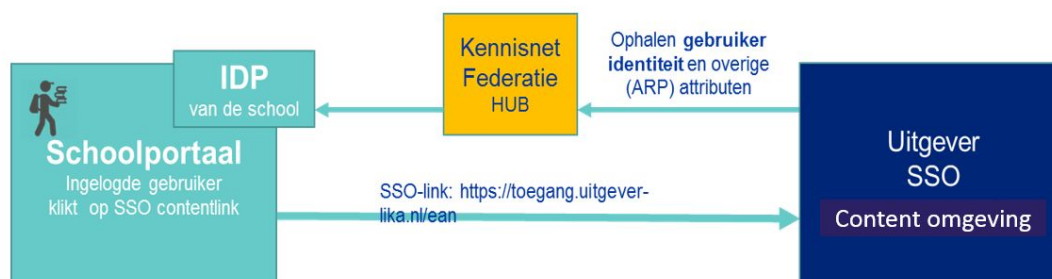 IDP
van de school
Schoolportaal
Ingelogde gebruiker
klikt op SSO contentlink
Kennisnet
Federatie
HUB
Ophalen gebruiker
identiteit en overige
(ARP) attributen
SSO-link: https://toegang.uitgever-
lika.nl/ean
Uitgever
SSO
Content omgeving